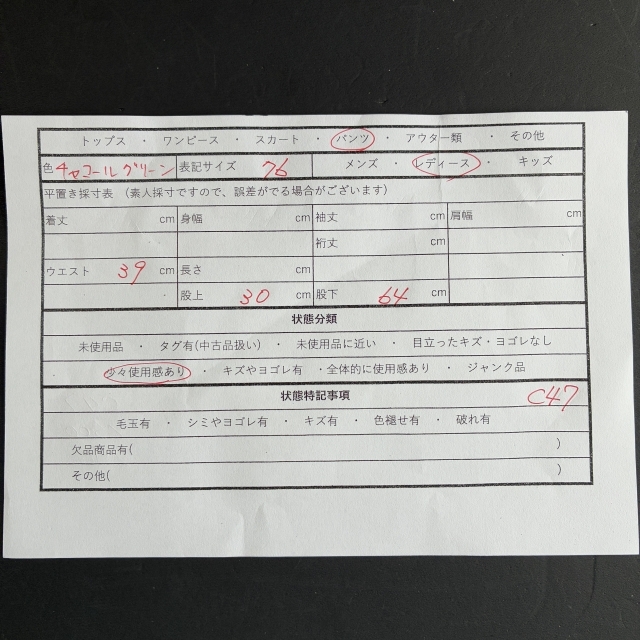 トップス ・ ワンピース ・ スカート ・ パンツ ・ アウター類 ・ その他
色 チャコールグリーン 表記サイズ 76 メンズ ・ レディース ・ キッズ
平置き採寸表 (素人採寸ですので、誤差がでる場合がございます)
着丈 cm 身幅 cm 袖丈 cm 肩幅 cm
裄丈 cm
ウエスト 39 cm 長さ cm
股上 30 cm 股下 64 cm
状態分類
未使用品 ・ タグ有(中古品扱い) ・ 未使用品に近い ・ 目立ったキズ・ヨゴレなし
少々使用感あり ・ キズやヨゴレ有 ・全体的に使用感あり ・ ジャンク品
状態特記事項 C47
毛玉有 ・ シミやヨゴレ有 ・ キズ有 ・ 色褪せ有 ・ 破れ有
欠品商品有( )
その他( )